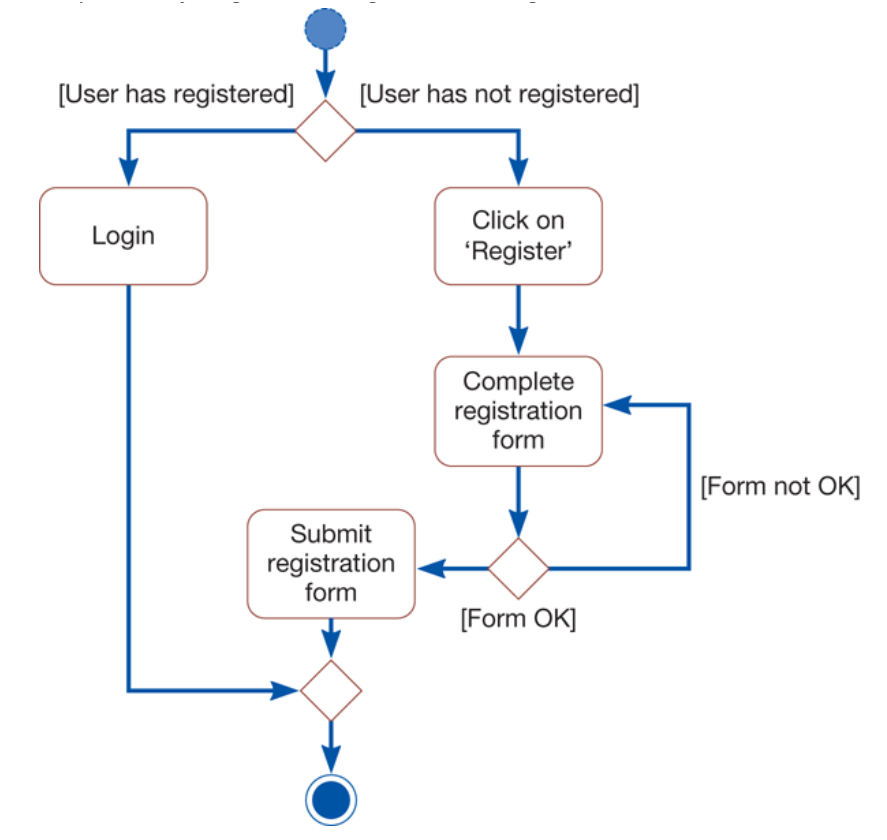 [User has registered]
[User has not registered]
Login
Click on
‘Register’
Complete
registration
form
[Form not OK]
Submit
registration
form
[Form OK]